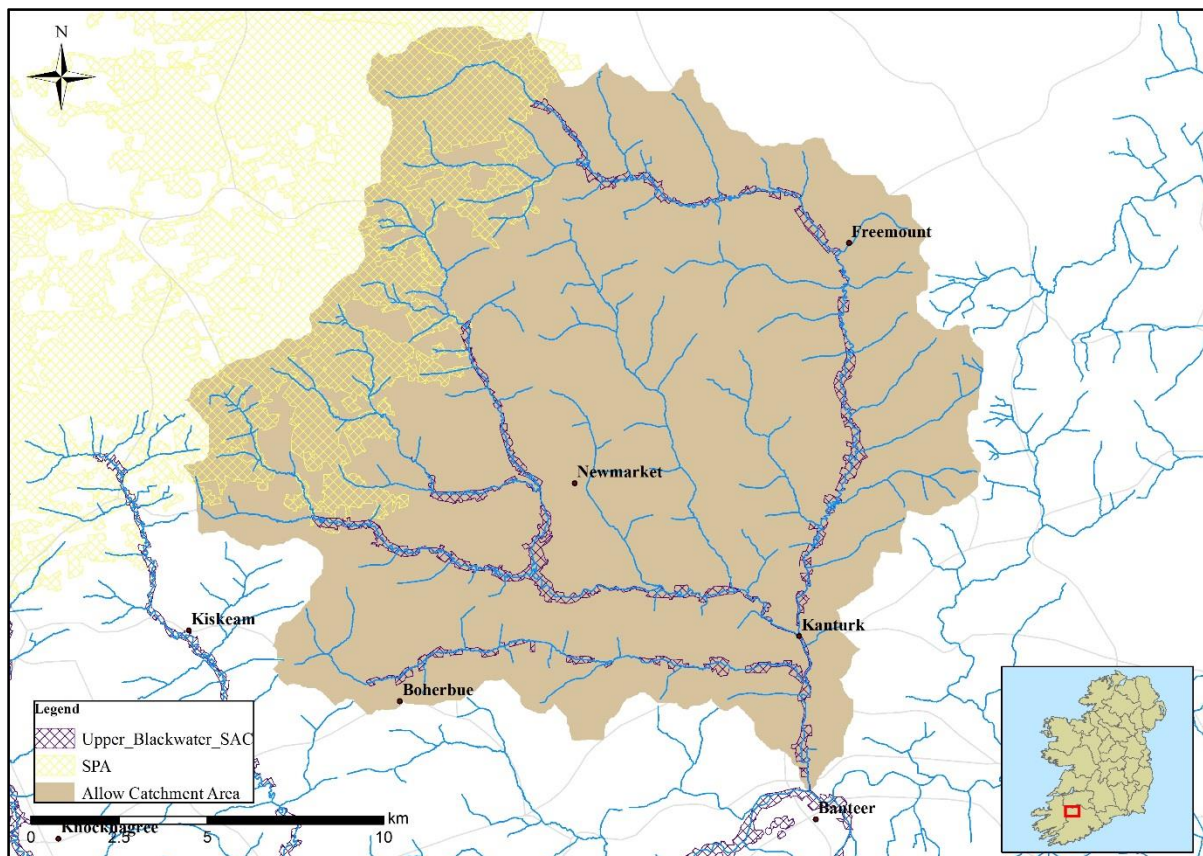 N
Freemount
Newmarket
Kiskeam
Kanturk
Boherbue
Legend
Upper_Blackwater_SAC
SPA
Allow Catchment Area
Banteer
0 2.5 5 10 km
Knocknagree